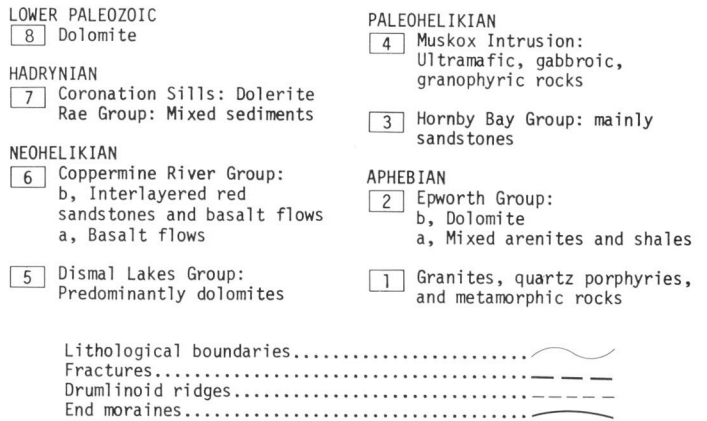 LOWER PALEOZOIC
8 Dolomite
HADRYNIAN
7 Coronation Sills: Dolerite
Rae Group: Mixed sediments
NEOHELIKIAN
6 Coppermine River Group:
b, Interlayered red
sandstones and basalt flows
a, Basalt flows
5 Dismal Lakes Group:
Predominantly dolomites
PALEOHELIKIAN
4 Muskox Intrusion:
Ultramafic, gabbroic,
granophyric rocks
3 Hornby Bay Group: mainly
sandstones
APHEBIAN
2 Epworth Group:
b, Dolomite
a, Mixed arenites and shales
1 Granites, quartz porphyries,
and metamorphic rocks
Lithological boundaries........................
Fractures......................................
Drumlinoid ridges..............................
End moraines...................................